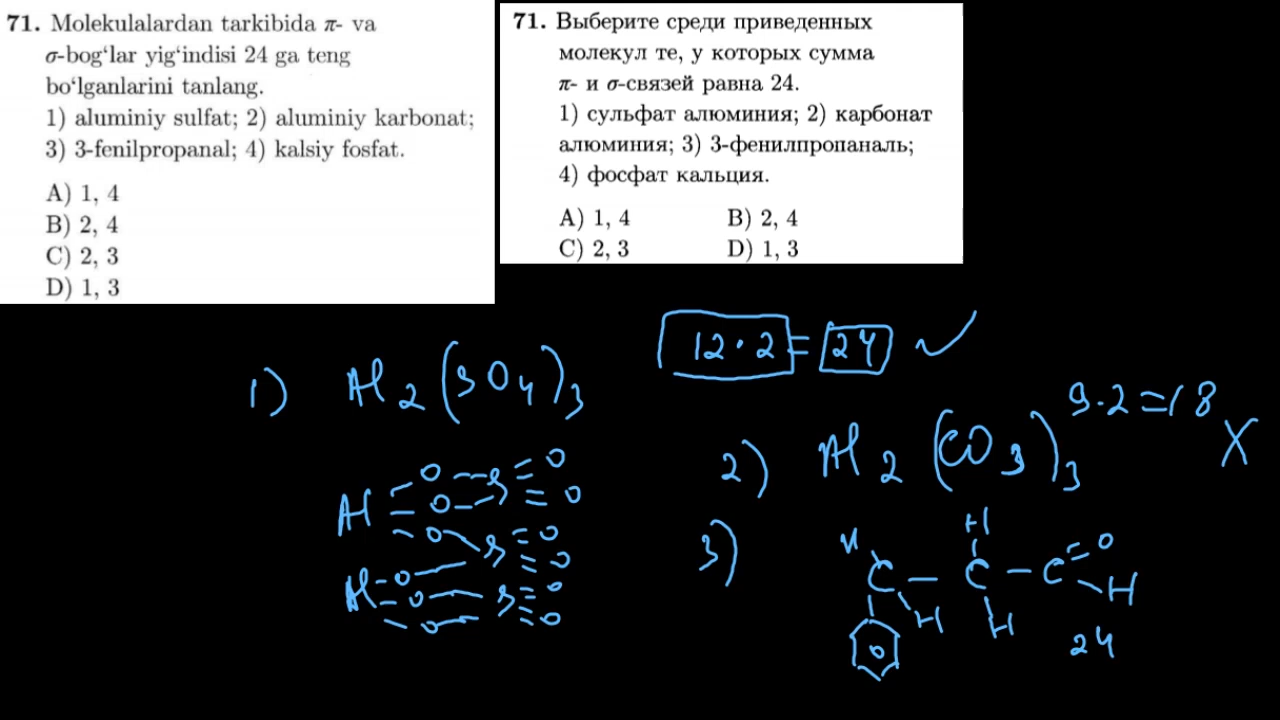 71. Molekulalardan tarkibida π- va
σ-bog‘lar yig‘indisi 24 ga teng
bo‘lganlarini tanlang.
1) aluminiy sulfat; 2) aluminiy karbonat;
3) 3-fenilpropanal; 4) kalsiy fosfat.
A) 1, 4
B) 2, 4
C) 2, 3
D) 1, 3
71. Выберите среди приведенных
молекул те, у которых сумма
π- и σ-связей равна 24.
1) сульфат алюминия; 2) карбонат
алюминия; 3) 3-фенилпропаналь;
4) фосфат кальция.
A) 1, 4 B) 2, 4
C) 2, 3 D) 1, 3
12 · 2 = 24 ✓
1) Al2(SO4)3
9·2=18 X
2) Al2(CO3)3
Al O S O
O O
O S O
O
Al O S O
O O
O
3)
H H O
C – C – C
H H H
24